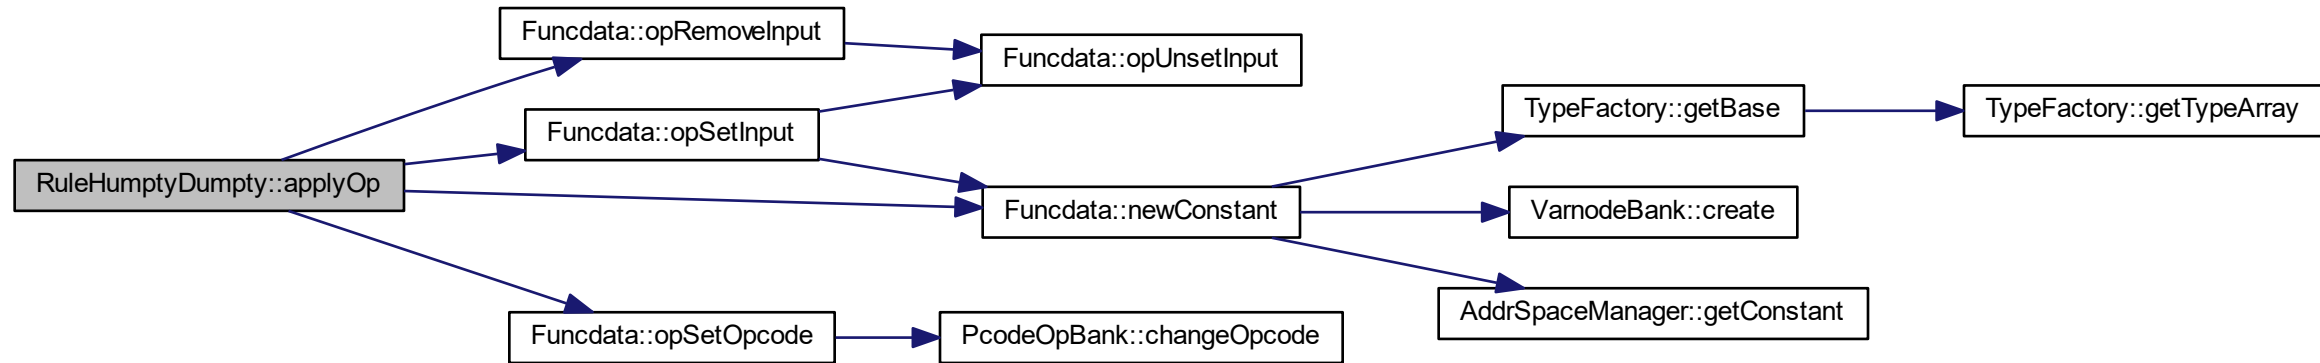 Funcdata::opRemoveInput
Funcdata::opUnsetInput
TypeFactory::getBase
TypeFactory::getTypeArray
Funcdata::opSetInput
RuleHumptyDumpty::applyOp
Funcdata::newConstant
VarnodeBank::create
AddrSpaceManager::getConstant
Funcdata::opSetOpcode
PcodeOpBank::changeOpcode